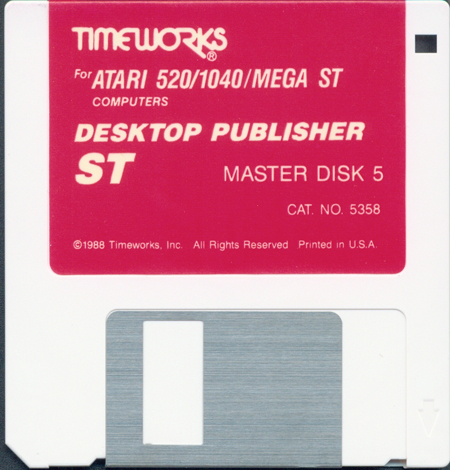 TIMEWORKS®
For ATARI 520/1040/MEGA ST
COMPUTERS
DESKTOP PUBLISHER
ST MASTER DISK 5
CAT. NO. 5358
©1988 Timeworks, Inc. All Rights Reserved Printed in U.S.A.